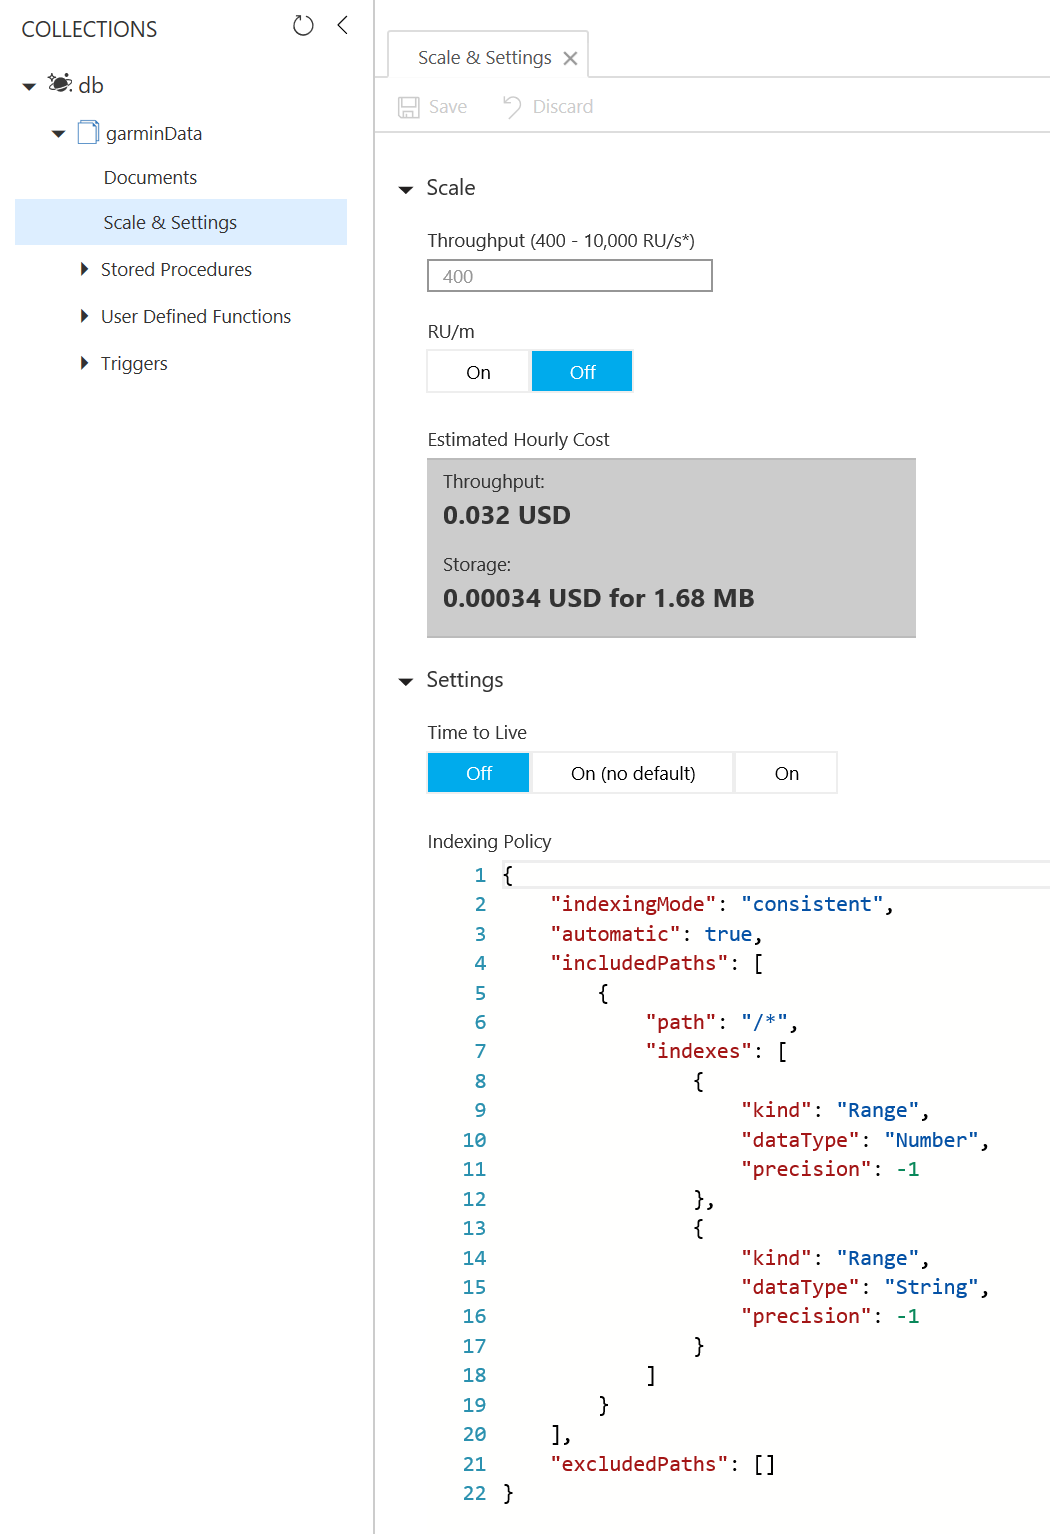 COLLECTIONS
db
garminData
Documents
Scale & Settings
Stored Procedures
User Defined Functions
Triggers
Scale & Settings
Save Discard
Scale
Throughput (400 - 10,000 RU/s*)
400
RU/m
On Off
Estimated Hourly Cost
Throughput:
0.032 USD
Storage:
0.00034 USD for 1.68 MB
Settings
Time to Live
Off On (no default) On
Indexing Policy
1 {
2     "indexingMode": "consistent",
3     "automatic": true,
4     "includedPaths": [
5         {
6             "path": "/*",
7             "indexes": [
8                 {
9                     "kind": "Range",
10                     "dataType": "Number",
11                     "precision": -1
12                 },
13                 {
14                     "kind": "Range",
15                     "dataType": "String",
16                     "precision": -1
17                 }
18             ]
19         }
20     ],
21     "excludedPaths": []
22 }